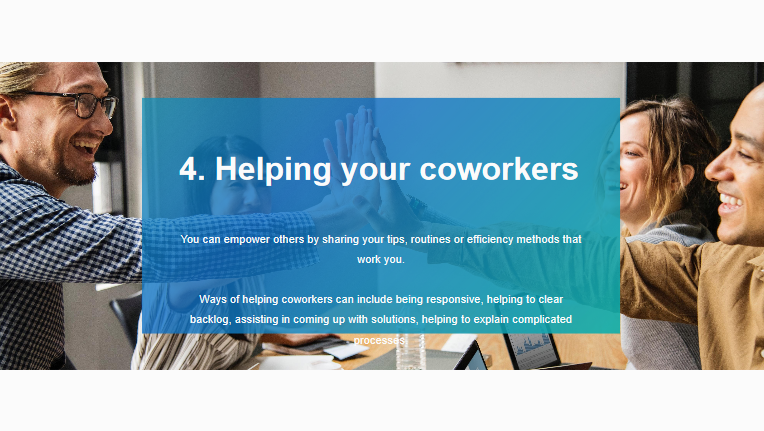 4. Helping your coworkers
You can empower others by sharing your tips, routines or efficiency methods that
work you.
Ways of helping coworkers can include being responsive, helping to clear
backlog, assisting in coming up with solutions, helping to explain complicated
processes.